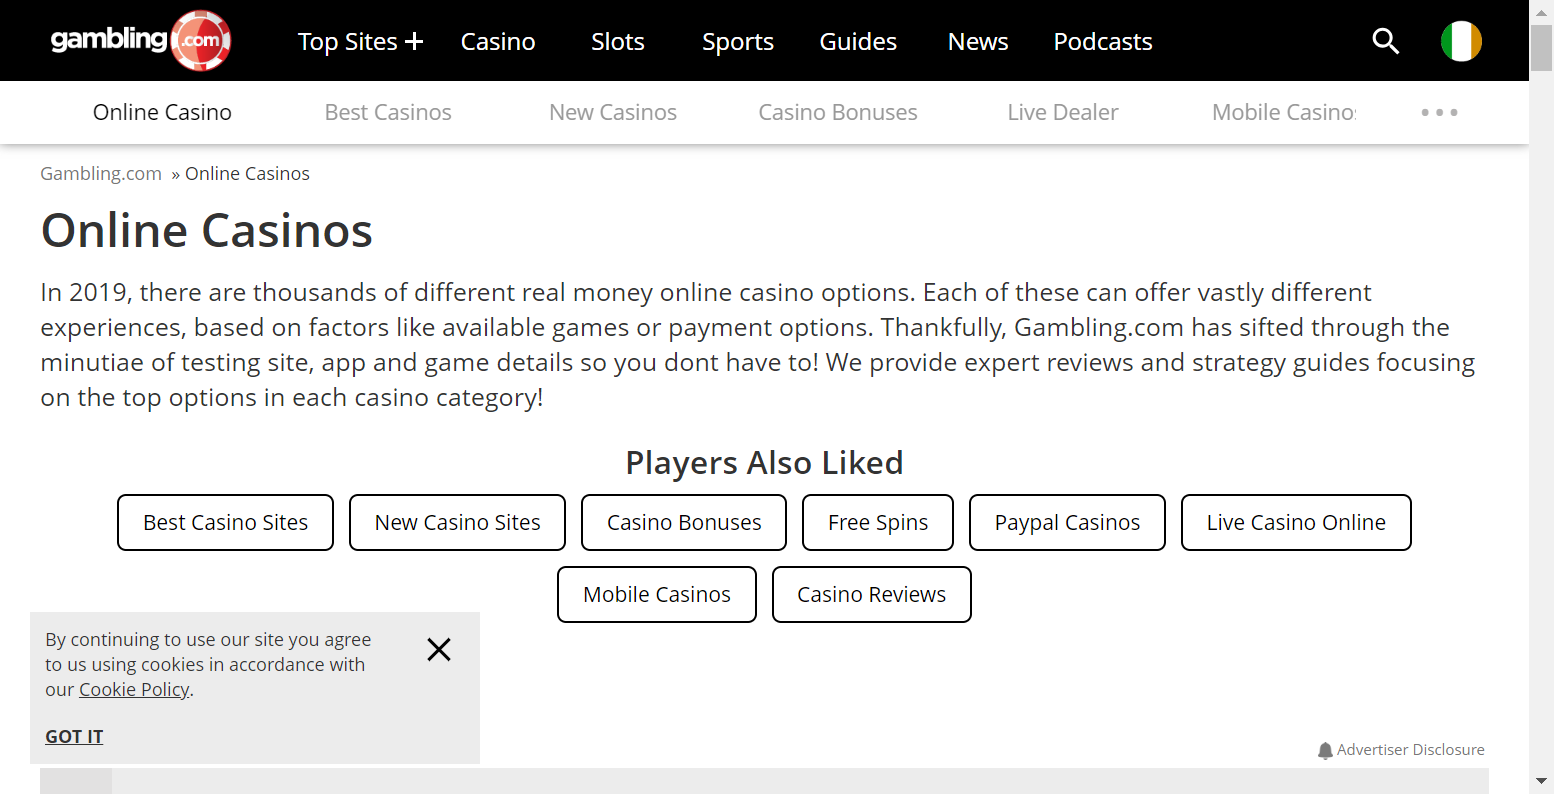 gambling.com
Top Sites + Casino Slots Sports Guides News Podcasts
Online Casino Best Casinos New Casinos Casino Bonuses Live Dealer Mobile Casinos
Gambling.com » Online Casinos
Online Casinos
In 2019, there are thousands of different real money online casino options. Each of these can offer vastly different
experiences, based on factors like available games or payment options. Thankfully, Gambling.com has sifted through the
minutiae of testing site, app and game details so you dont have to! We provide expert reviews and strategy guides focusing
on the top options in each casino category!
Players Also Liked
Best Casino Sites New Casino Sites Casino Bonuses Free Spins Paypal Casinos Live Casino Online
Mobile Casinos Casino Reviews
By continuing to use our site you agree
to us using cookies in accordance with
our Cookie Policy.
GOT IT
Advertiser Disclosure